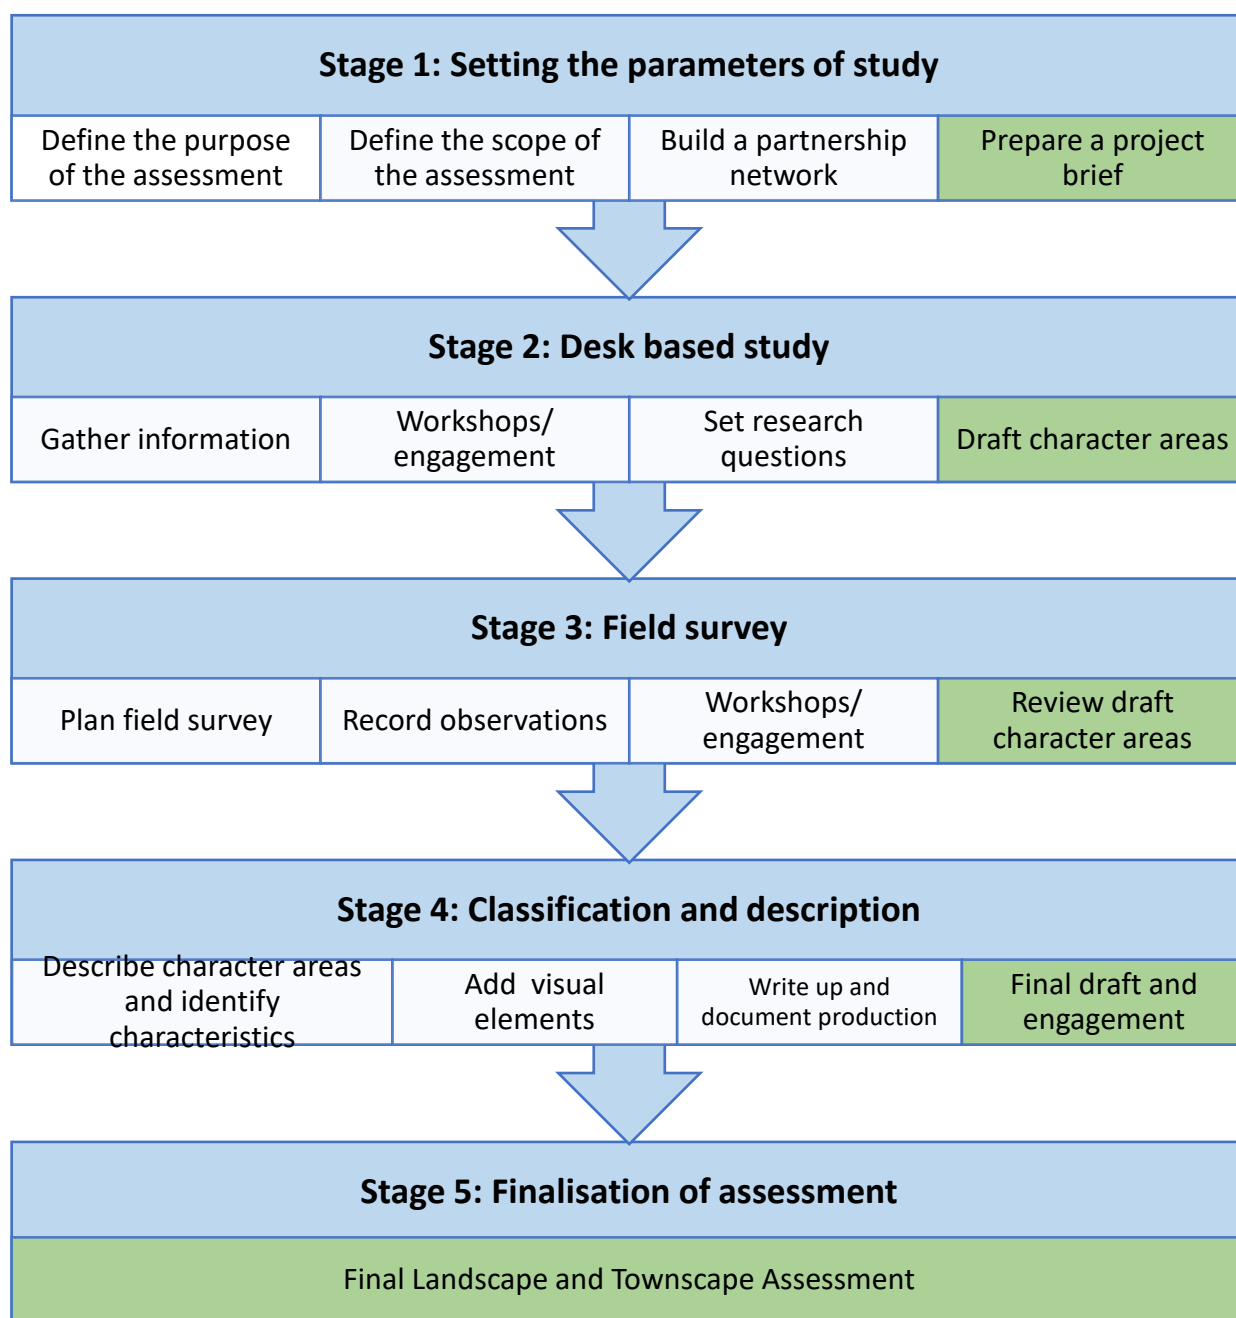 Stage 1: Setting the parameters of study
Define the purpose
of the assessment
Define the scope of
the assessment
Build a partnership
network
Prepare a project
brief
Stage 2: Desk based study
Gather information
Workshops/
engagement
Set research
questions
Draft character areas
Stage 3: Field survey
Plan field survey
Record observations
Workshops/
engagement
Review draft
character areas
Stage 4: Classification and description
Describe character areas
and identify
characteristics
Add visual
elements
Write up and
document production
Final draft and
engagement
Stage 5: Finalisation of assessment
Final Landscape and Townscape Assessment